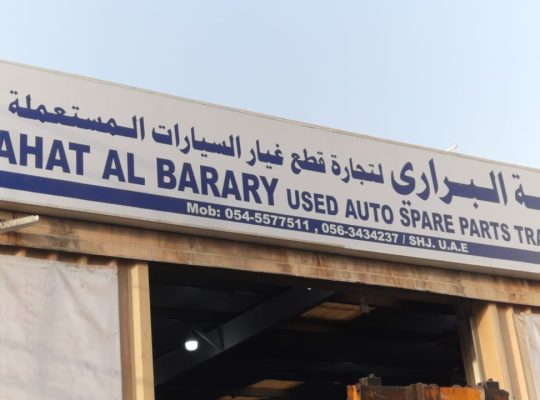 ة البراري لتجارة قطع غيار السيارات المستعملة
AHAT AL BARARY USED AUTO SPARE PARTS TRA
Mob: 054-5577511 , 056-3434237 / SHJ. U.A.E